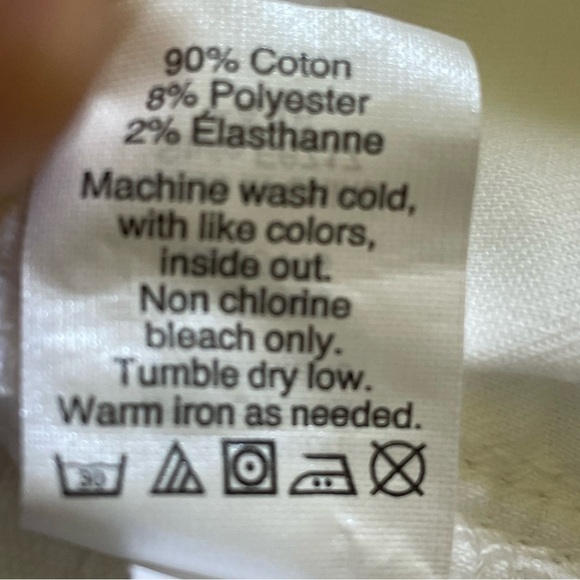 90% Coton
8% Polyester
2% Élasthanne
Machine wash cold,
with like colors,
inside out.
Non chlorine
bleach only.
Tumble dry low.
Warm iron as needed.
30